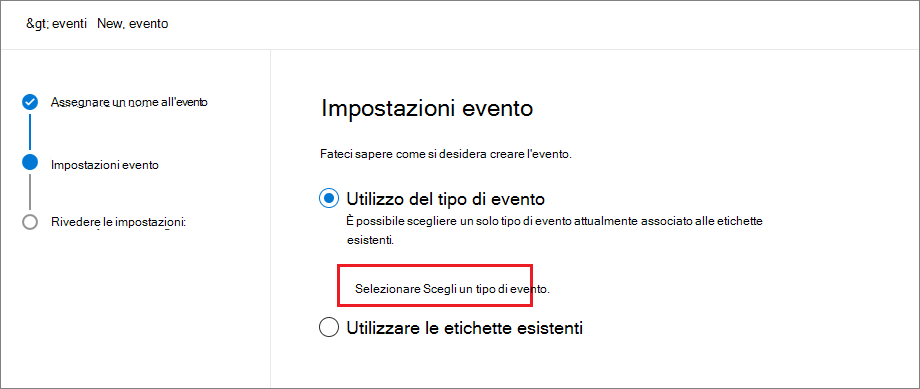 &gt; eventi New, evento
Assegnare un nome all'evento
Impostazioni evento
Rivedere le impostazioni:
Impostazioni evento
Fateci sapere come si desidera creare l'evento.
Utilizzo del tipo di evento
È possibile scegliere un solo tipo di evento attualmente associato alle etichette
esistenti.
Selezionare Scegli un tipo di evento.
Utilizzare le etichette esistenti